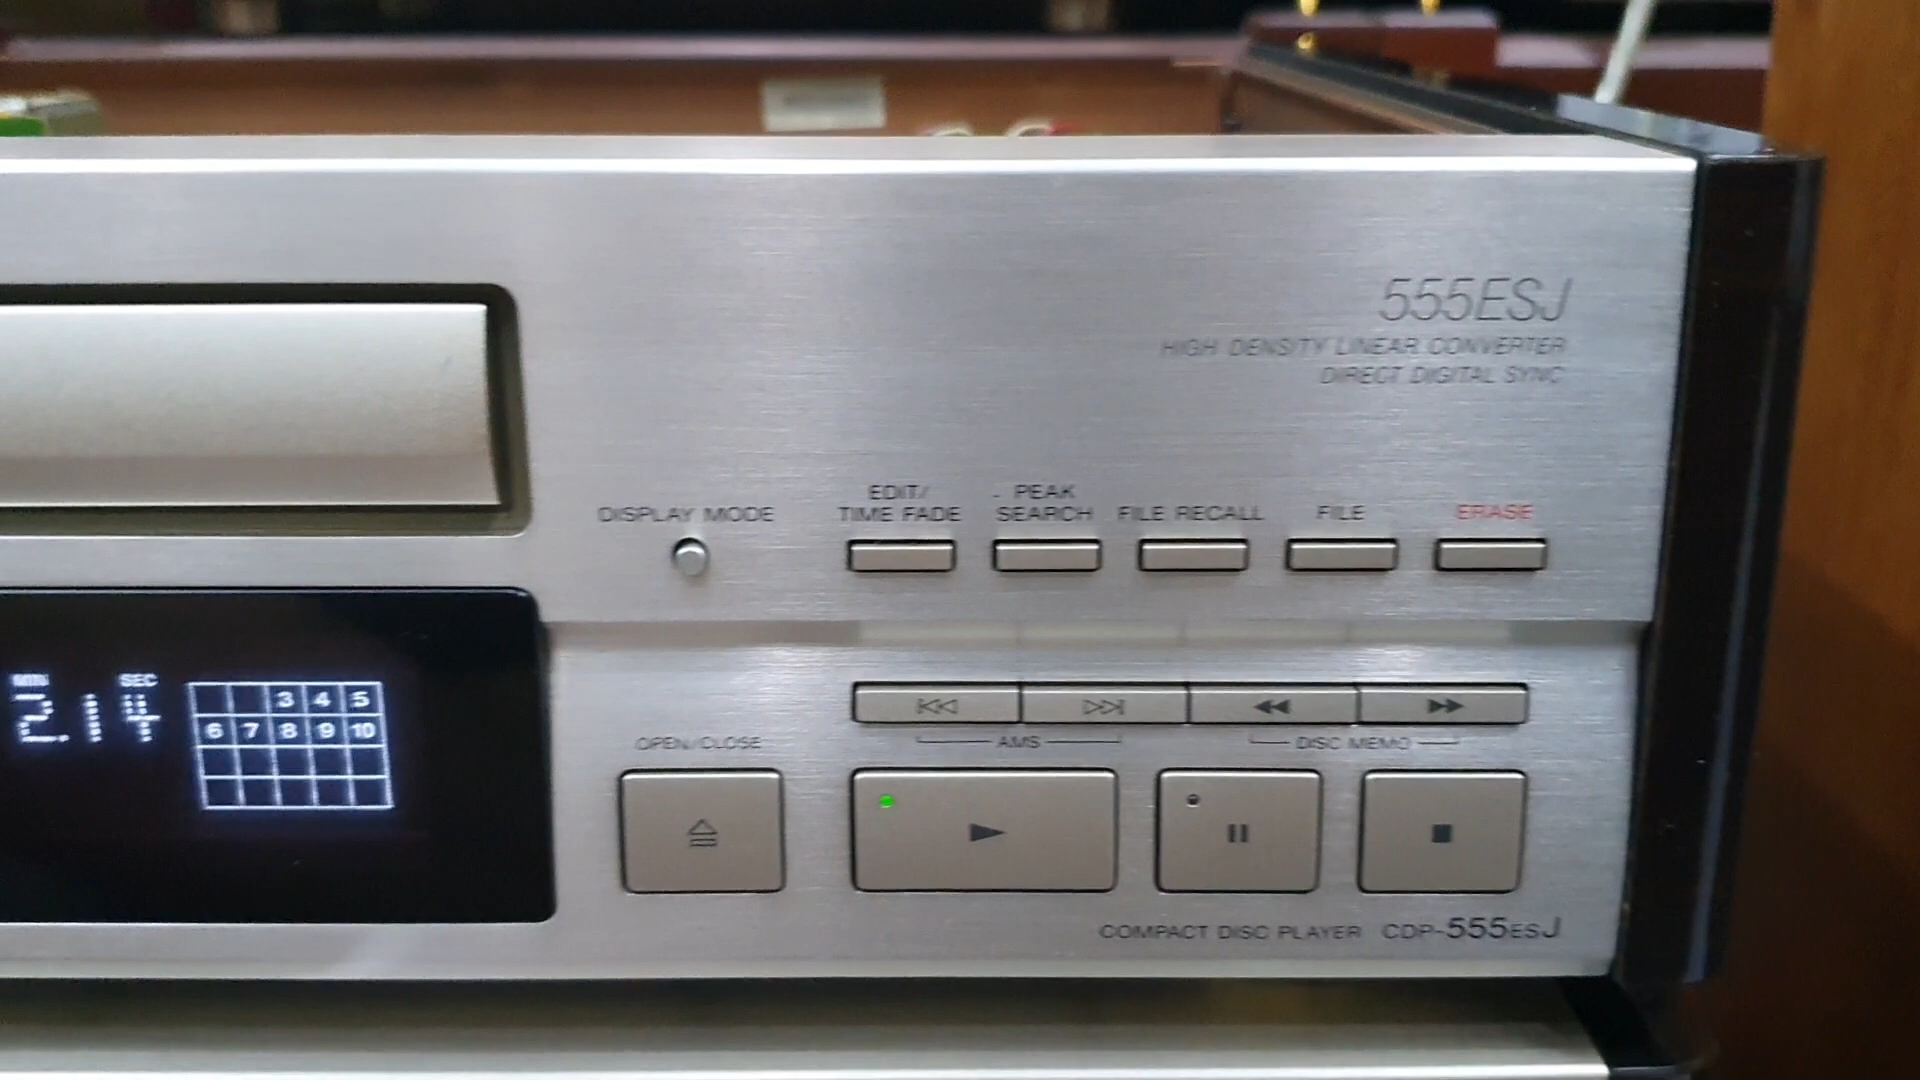 555ESJ
HIGH DENSITY LINEAR CONVERTER
DIRECT DIGITAL SYNC
DISPLAY MODE
EDIT/
TIME FADE
PEAK
SEARCH
FILE RECALL
FILE
ERASE
MIN SEC
2.14
3 4 5
6 7 8 9 10
AMS
DISC MEMO
OPEN/CLOSE
COMPACT DISC PLAYER CDP-555ESJ